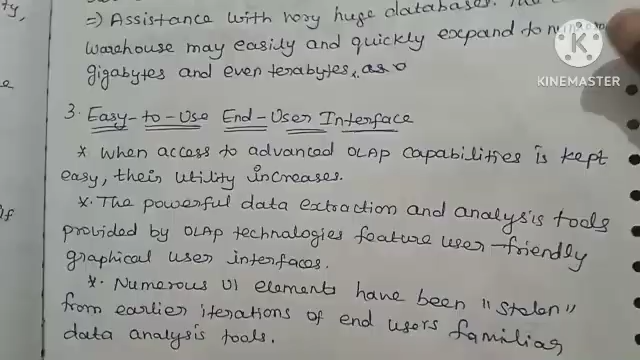 =) Assistance with very huge databases. The
warehouse may easily and quickly expand to numerous
gigabytes and even terabytes, as
3. Easy-to-Use End-User Interface
* When access to advanced OLAP capabilities is kept
easy, their utility increases.
*. The powerful data extraction and analysis tools
provided by OLAP technologies feature user-friendly
graphical user interfaces.
*. Numerous UI elements have been "stolen"
from earlier iterations of end users familiar
data analysis tools.
KINEMASTER